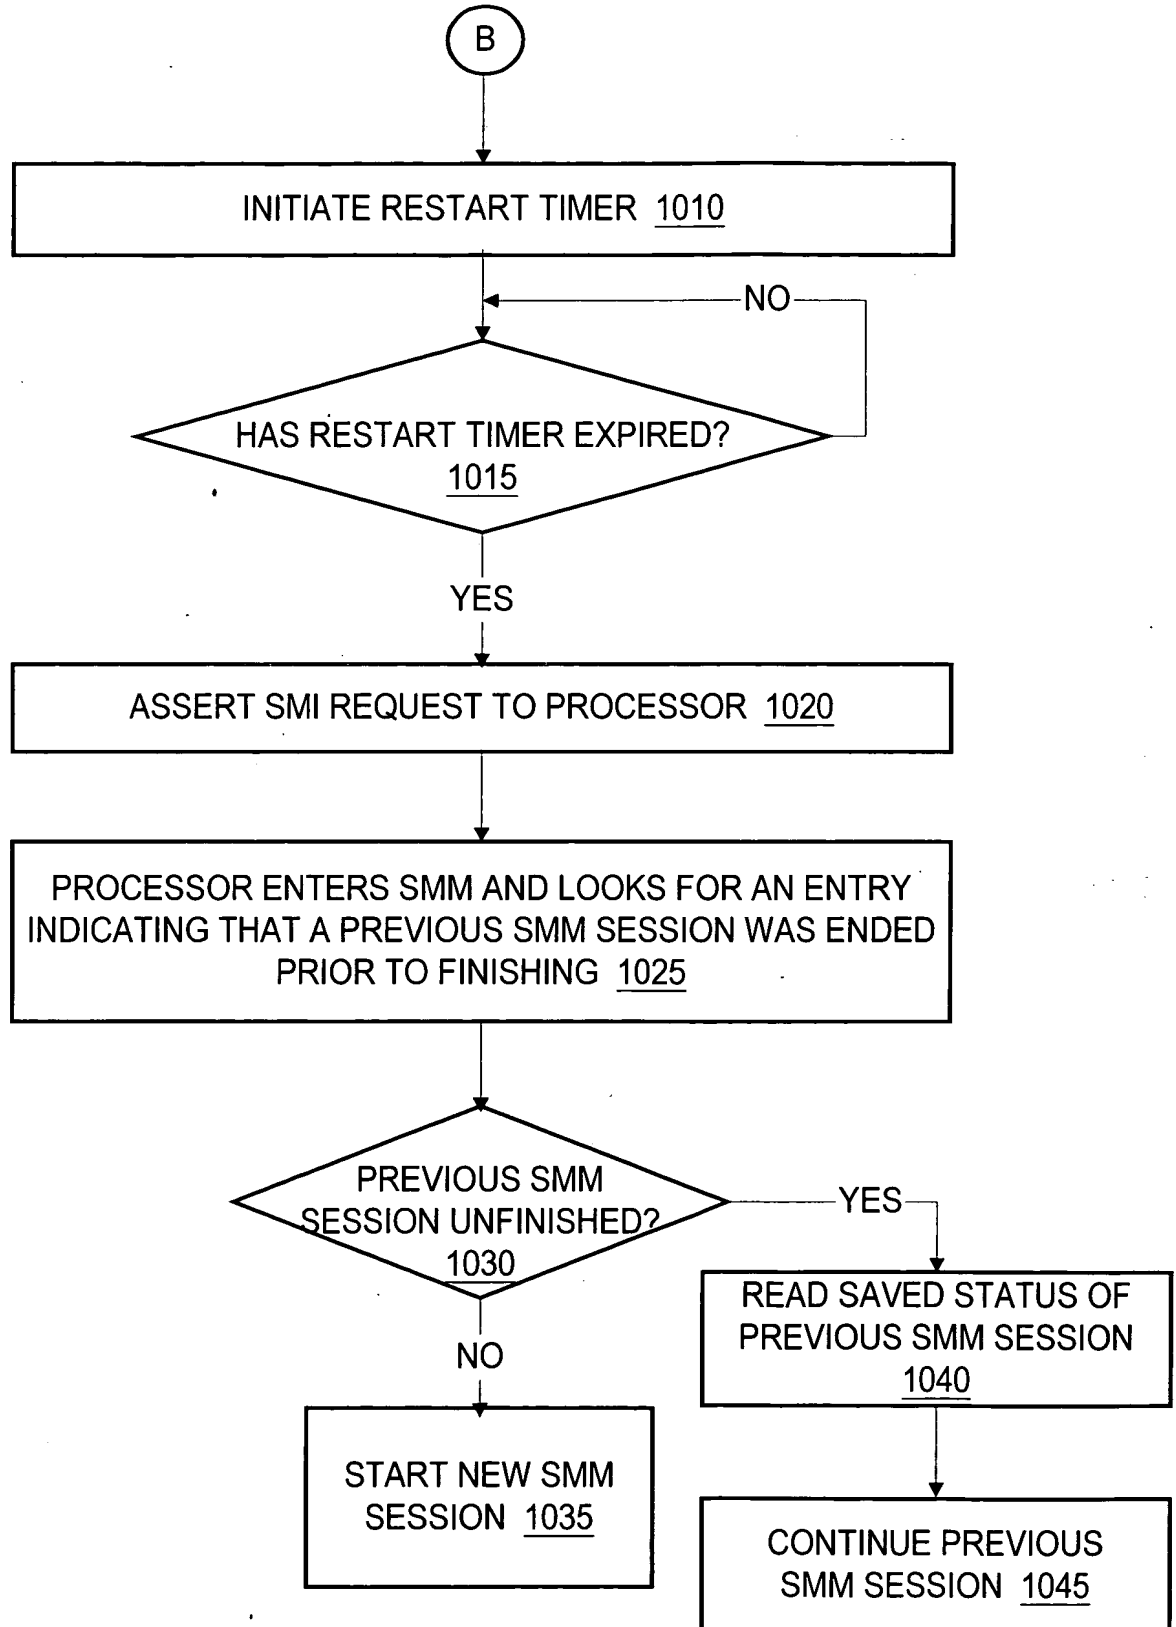 B
INITIATE RESTART TIMER 1010
NO
HAS RESTART TIMER EXPIRED?
1015
YES
ASSERT SMI REQUEST TO PROCESSOR 1020
PROCESSOR ENTERS SMM AND LOOKS FOR AN ENTRY
INDICATING THAT A PREVIOUS SMM SESSION WAS ENDED
PRIOR TO FINISHING 1025
PREVIOUS SMM
SESSION UNFINISHED?
1030
YES
READ SAVED STATUS OF
PREVIOUS SMM SESSION
1040
NO
START NEW SMM
SESSION 1035
CONTINUE PREVIOUS
SMM SESSION 1045